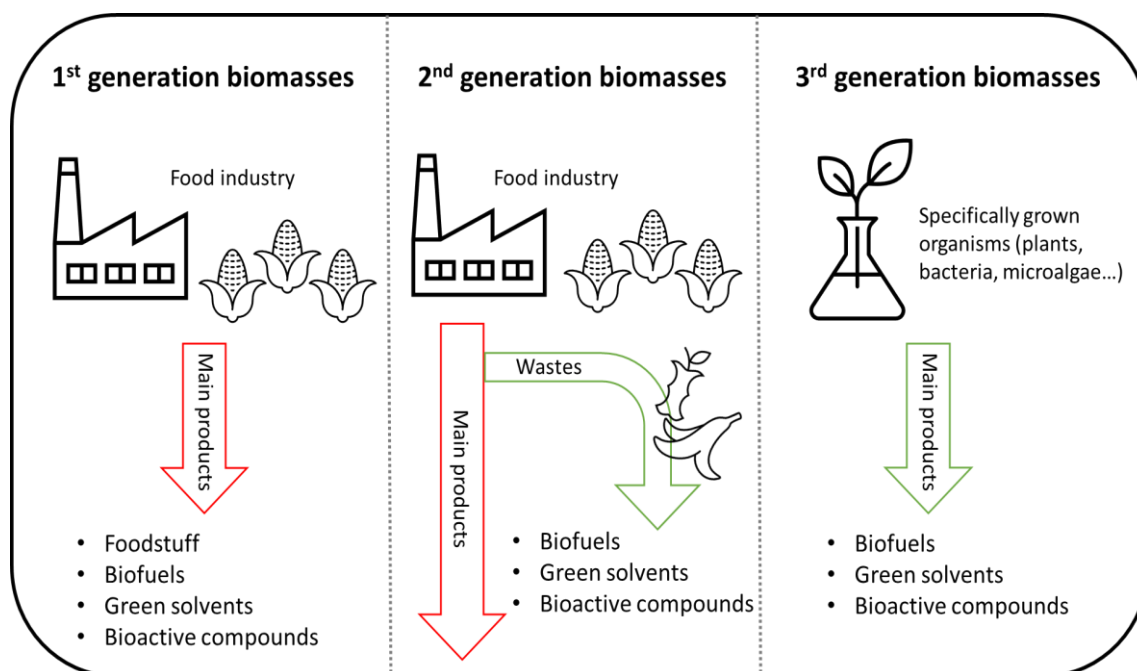 1st generation biomasses
Food industry
Main products
• Foodstuff
• Biofuels
• Green solvents
• Bioactive compounds
2nd generation biomasses
Food industry
Wastes
Main products
• Biofuels
• Green solvents
• Bioactive compounds
3rd generation biomasses
Specifically grown
organisms (plants,
bacteria, microalgae...)
Main products
• Biofuels
• Green solvents
• Bioactive compounds